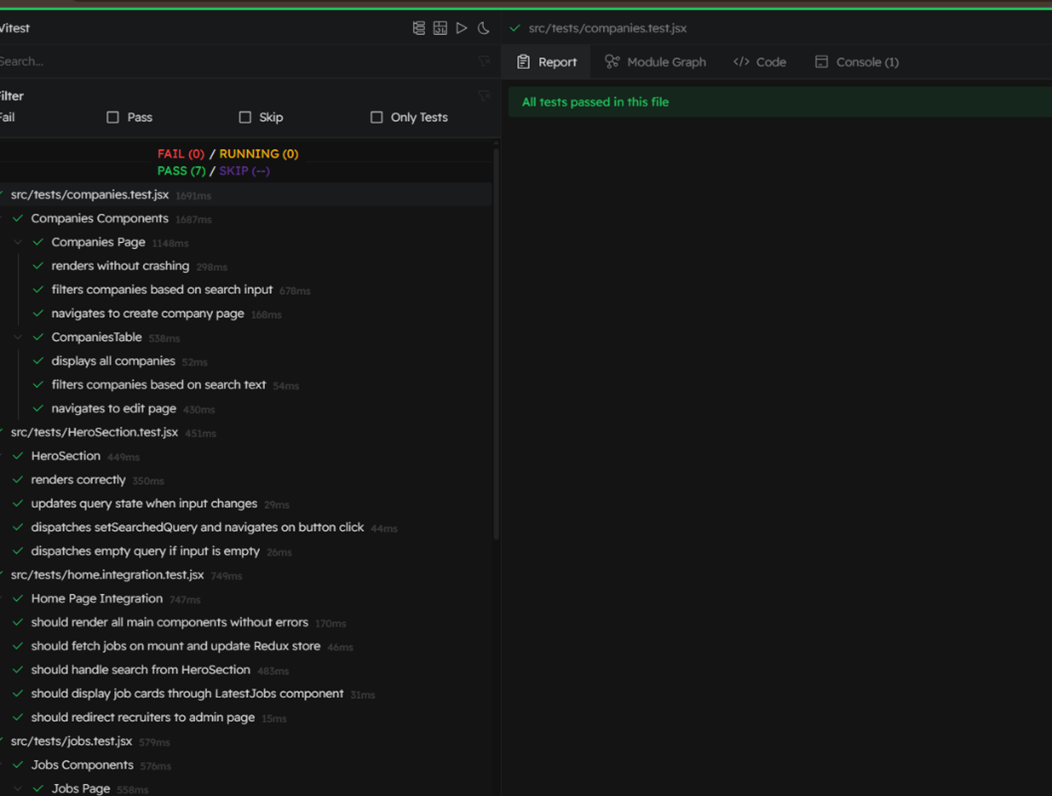 Vitest
Search...
ilter
Fail
Pass
Skip
Only Tests
FAIL (0) / RUNNING (0)
PASS (7) / SKIP (--)
src/tests/companies.test.jsx 1691ms
Companies Components 1687ms
Companies Page 1148ms
renders without crashing 298ms
filters companies based on search input 678ms
navigates to create company page 168ms
CompaniesTable 538ms
displays all companies 52ms
filters companies based on search text 54ms
navigates to edit page 430ms
src/tests/HeroSection.test.jsx 451ms
HeroSection 449ms
renders correctly 350ms
updates query state when input changes 29ms
dispatches setSearchedQuery and navigates on button click 44ms
dispatches empty query if input is empty 26ms
src/tests/home.integration.test.jsx 749ms
Home Page Integration 747ms
should render all main components without errors 170ms
should fetch jobs on mount and update Redux store 46ms
should handle search from HeroSection 483ms
should display job cards through LatestJobs component 31ms
should redirect recruiters to admin page 15ms
src/tests/jobs.test.jsx 579ms
Jobs Components 576ms
Jobs Page 558ms
src/tests/companies.test.jsx
Report
Module Graph
</> Code
Console (1)
All tests passed in this file